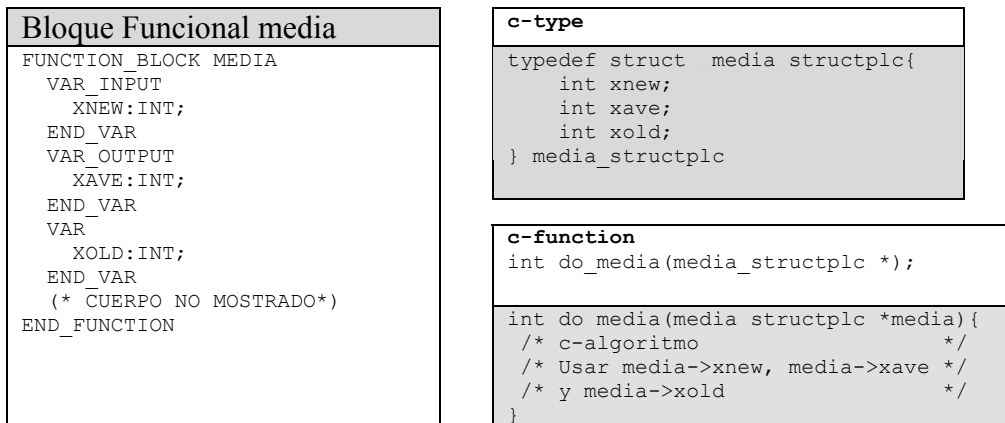 Bloque Funcional media
FUNCTION_BLOCK MEDIA
VAR_INPUT
XNEW:INT;
END_VAR
VAR_OUTPUT
XAVE:INT;
END_VAR
VAR
XOLD:INT;
END_VAR
(* CUERPO NO MOSTRADO*)
END_FUNCTION
c-type
typedef struct  media structplc{
int xnew;
int xave;
int xold;
} media_structplc
c-function
int do_media(media_structplc *);
int do media(media structplc *media){
/* c-algoritmo */
/* Usar media->xnew, media->xave */
/* y media->xold */
}